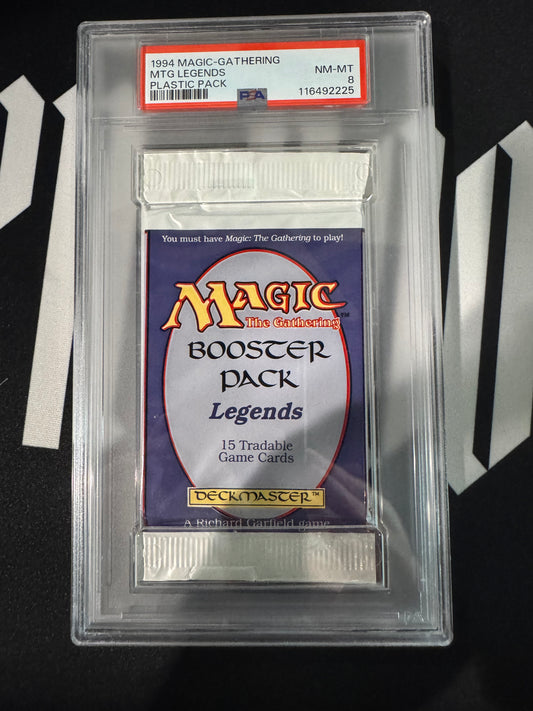 1994 MAGIC-GATHERING
MTG LEGENDS NM-MT
PLASTIC PACK 8
PSA 116492225
You must have Magic: The Gathering to play!
MAGIC
The Gathering
BOOSTER
PACK
Legends
15 Tradable
Game Cards
DECKMASTER™
A Richard Garfield game